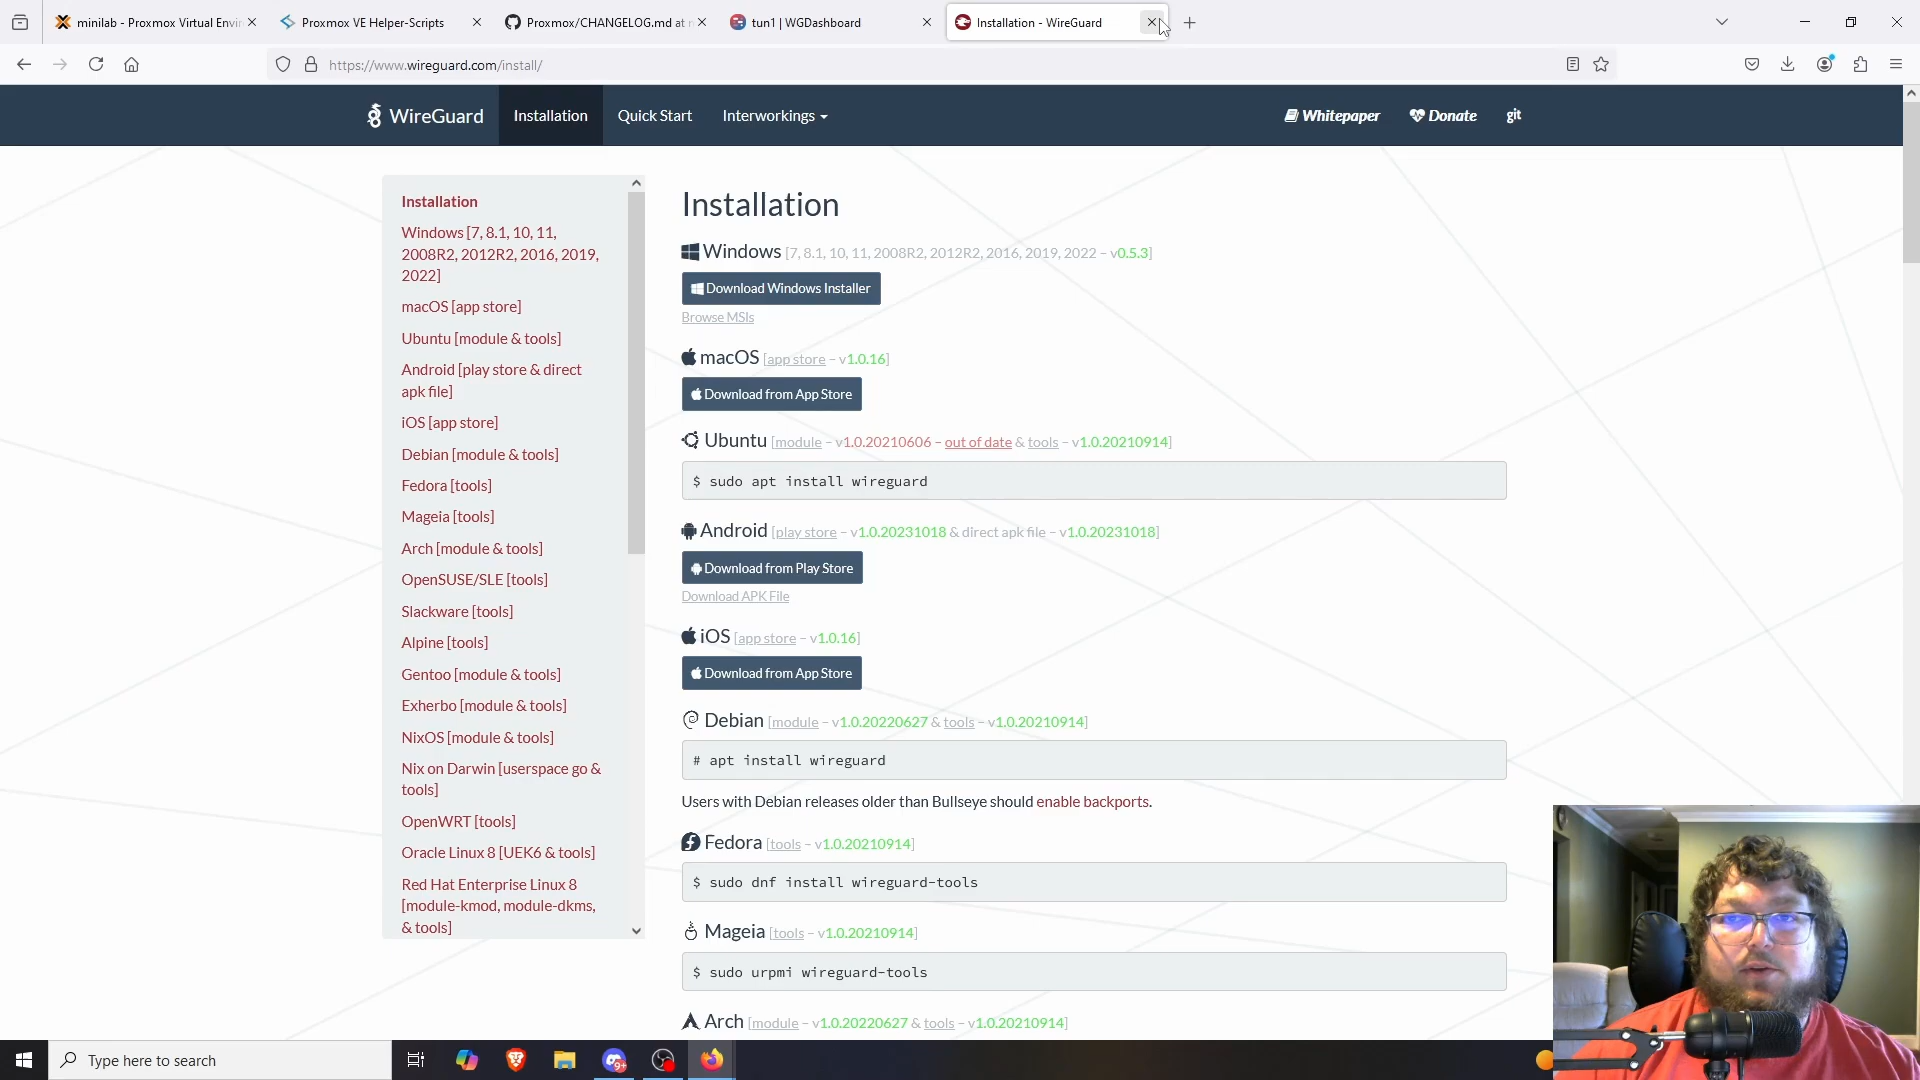 minilab - Proxmox Virtual Envi
Proxmox VE Helper-Scripts
Proxmox/CHANGELOG.md at
tun1 | WGDashboard
Installation - WireGuard
https://www.wireguard.com/install/
WireGuard
Installation
Quick Start
Interworkings
Whitepaper
Donate
git
Installation
Windows [7, 8.1, 10, 11,
2008R2, 2012R2, 2016, 2019,
2022]
macOS [app store]
Ubuntu [module & tools]
Android [play store & direct
apk file]
iOS [app store]
Debian [module & tools]
Fedora [tools]
Mageia [tools]
Arch [module & tools]
OpenSUSE/SLE [tools]
Slackware [tools]
Alpine [tools]
Gentoo [module & tools]
Exherbo [module & tools]
NixOS [module & tools]
Nix on Darwin [userspace go &
tools]
OpenWRT [tools]
Oracle Linux 8 [UEK6 & tools]
Red Hat Enterprise Linux 8
[module-kmod, module-dkms,
& tools]
Installation
Windows [7, 8.1, 10, 11, 2008R2, 2012R2, 2016, 2019, 2022 – v0.5.3]
Download Windows Installer
Browse MSIs
macOS [app store – v1.0.16]
Download from App Store
Ubuntu [module – v1.0.20210606 – out of date & tools – v1.0.20210914]
$ sudo apt install wireguard
Android [play store – v1.0.20231018 & direct apk file – v1.0.20231018]
Download from Play Store
Download APK File
iOS [app store – v1.0.16]
Download from App Store
Debian [module – v1.0.20220627 & tools – v1.0.20210914]
# apt install wireguard
Users with Debian releases older than Bullseye should enable backports.
Fedora [tools – v1.0.20210914]
$ sudo dnf install wireguard-tools
Mageia [tools – v1.0.20210914]
$ sudo urpmi wireguard-tools
Arch [module – v1.0.20220627 & tools – v1.0.20210914]
Type here to search
9+